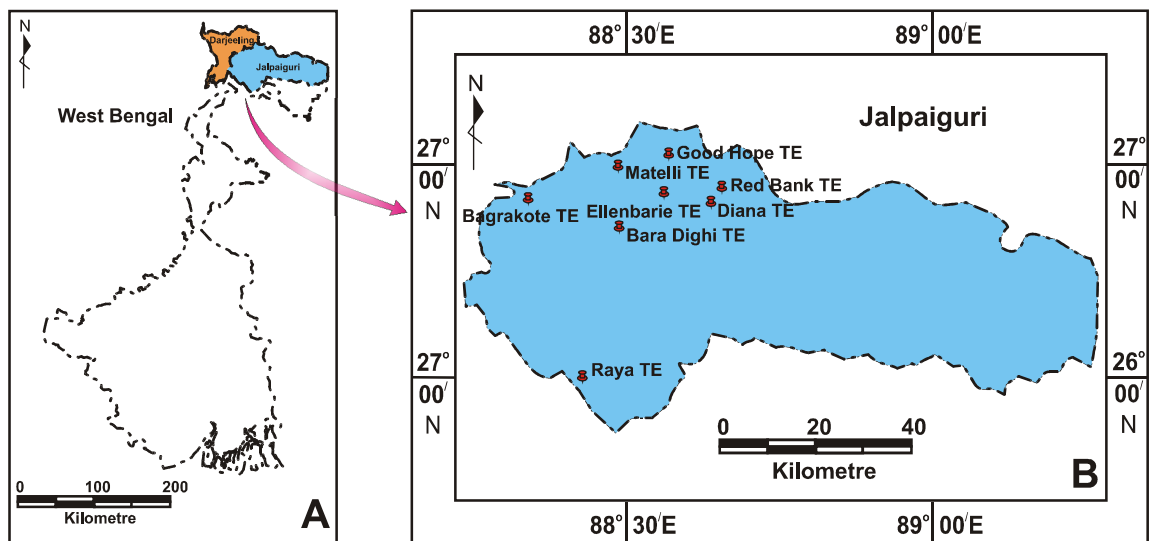 N
Darjeeling
Jalpaiguri
West Bengal
0 100 200
Kilometre
A
88° 30′E 89° 00′E
N
Jalpaiguri
27° 00′ N
27° 00′ N
Good Hope TE
Matelli TE
Red Bank TE
Bagrakote TE
Ellenbarie TE
Diana TE
Bara Dighi TE
Raya TE
27° 00′ N
26° 00′ N
0 20 40
Kilometre
B
88° 30′E 89° 00′E